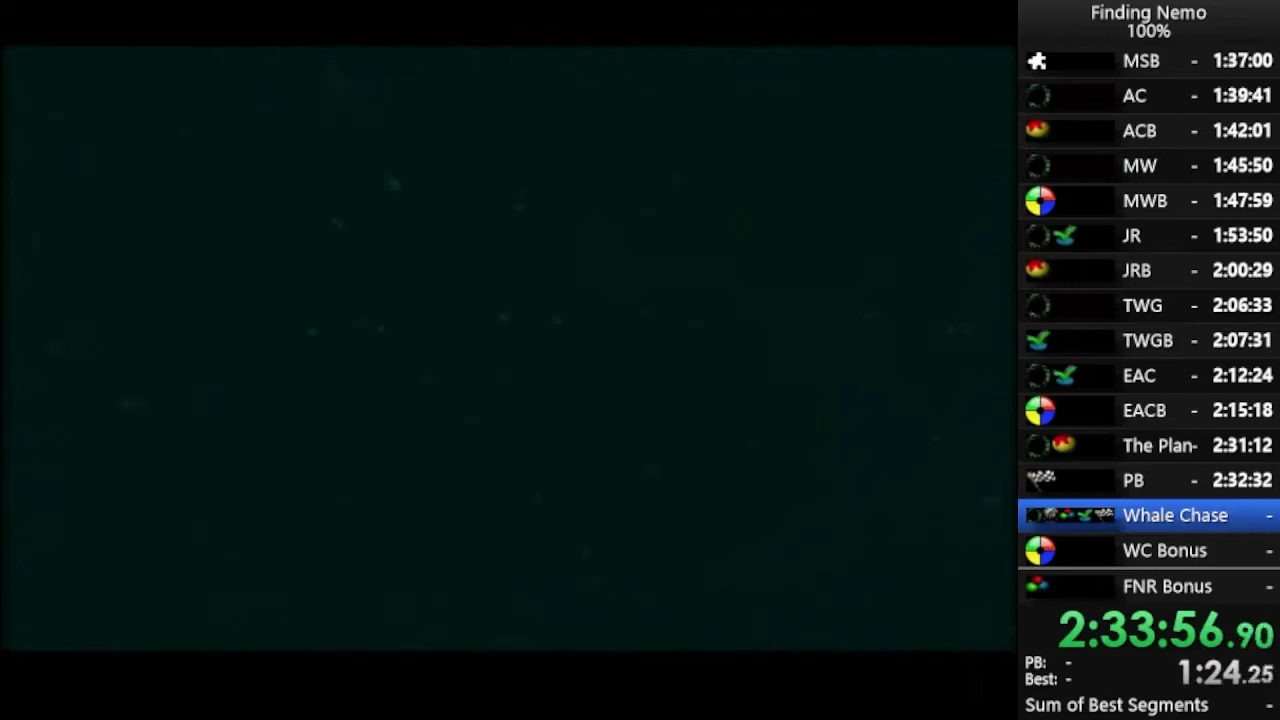 Finding Nemo
100%
MSB - 1:37:00
AC - 1:39:41
ACB - 1:42:01
MW - 1:45:50
MWB - 1:47:59
JR - 1:53:50
JRB - 2:00:29
TWG - 2:06:33
TWGB - 2:07:31
EAC - 2:12:24
EACB - 2:15:18
The Plan- 2:31:12
PB - 2:32:32
Whale Chase -
WC Bonus -
FNR Bonus -
2:33:56.90
PB: - 1:24.25
Best: -
Sum of Best Segments -